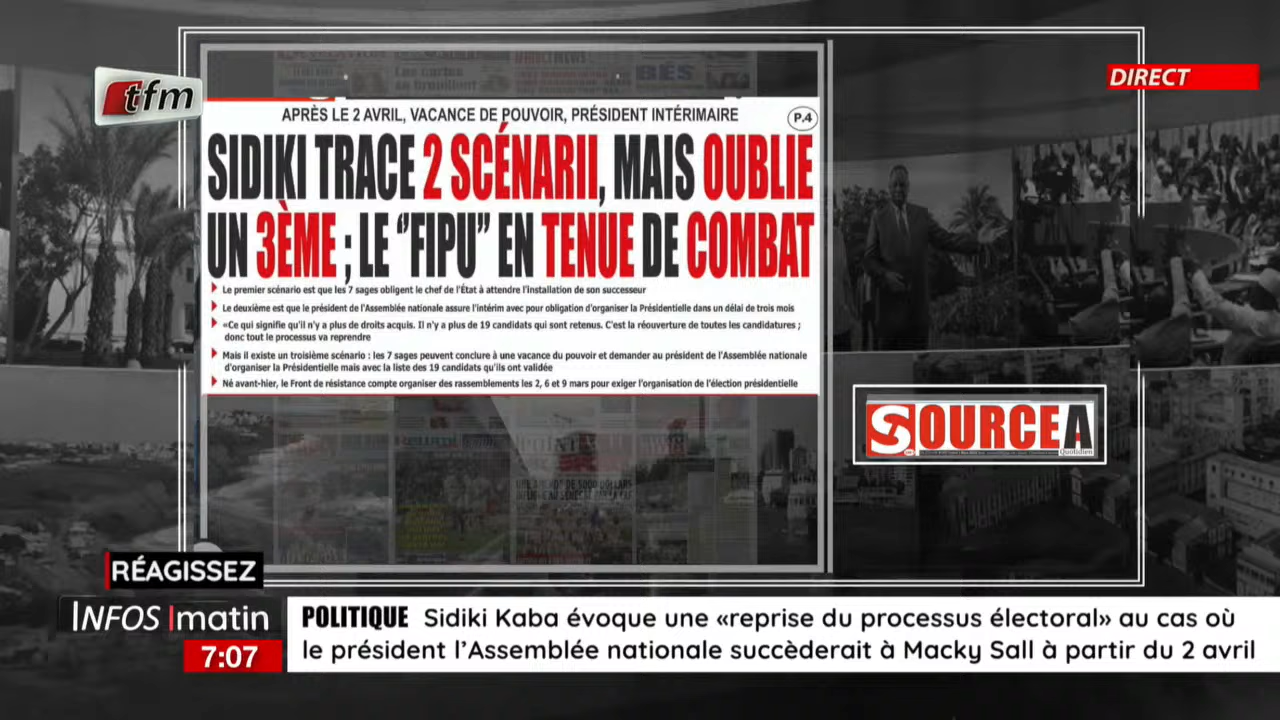 tfm
DIRECT
APRÈS LE 2 AVRIL, VACANCE DE POUVOIR, PRÉSIDENT INTÉRIMAIRE
P.4
SIDIKI TRACE 2 SCÉNARII, MAIS OUBLIE
UN 3ÈME ; LE ‘’FIPU’’ EN TENUE DE COMBAT
Le premier scénario est que les 7 sages obligent le chef de l'État à attendre l'installation de son successeur
Le deuxième est que le président de l'Assemblée nationale assure l'intérim avec pour obligation d'organiser la Présidentielle dans un délai de trois mois
«Ce qui signifie qu'il n'y a plus de droits acquis. Il n'y a plus de 19 candidats qui sont retenus. C'est la réouverture de toutes les candidatures ;
donc tout le processus va reprendre
Mais il existe un troisième scénario : les 7 sages peuvent conclure à une vacance du pouvoir et demander au président de l'Assemblée nationale
d'organiser la Présidentielle mais avec la liste des 19 candidats qu'ils ont validée
Né avant-hier, le Front de résistance compte organiser des rassemblements les 2, 6 et 9 mars pour exiger l'organisation de l'élection présidentielle
SOURCEA
Quotidien
RÉAGISSEZ
INFOS matin
7:07
POLITIQUE Sidiki Kaba évoque une «reprise du processus électoral» au cas où
le président l'Assemblée nationale succèderait à Macky Sall à partir du 2 avril